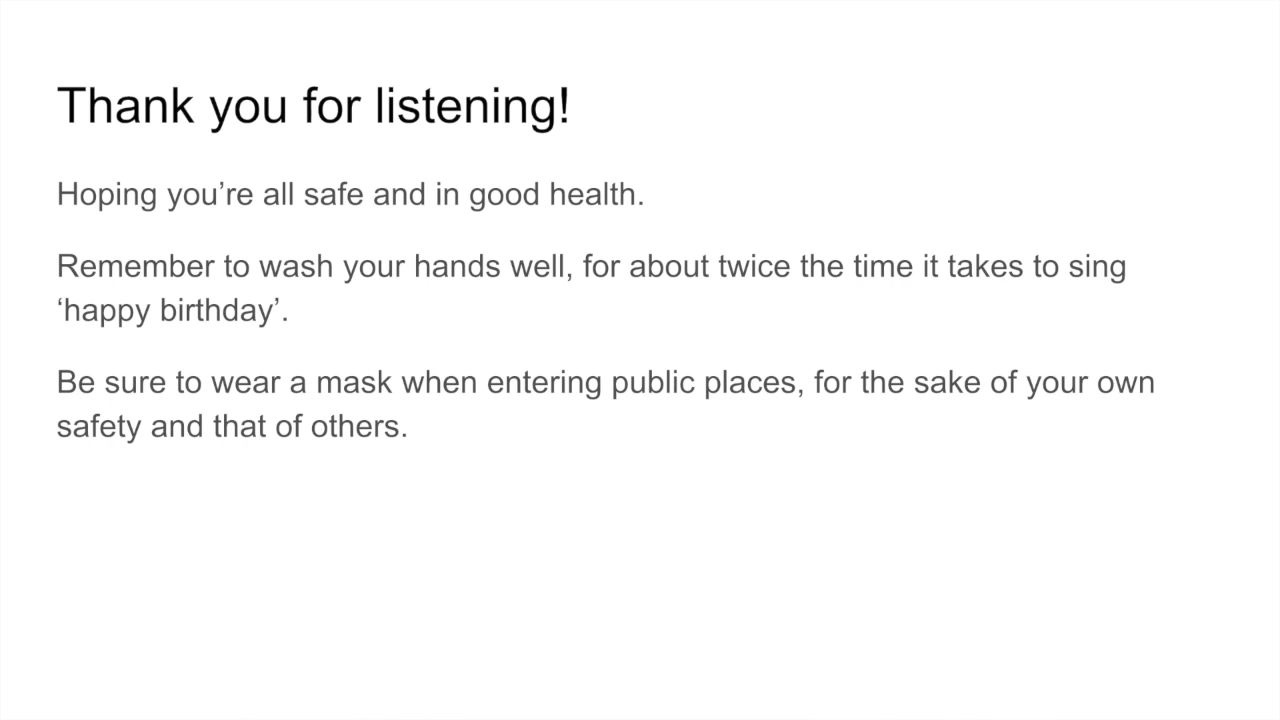 Thank you for listening!
Hoping you’re all safe and in good health.
Remember to wash your hands well, for about twice the time it takes to sing
‘happy birthday’.
Be sure to wear a mask when entering public places, for the sake of your own
safety and that of others.